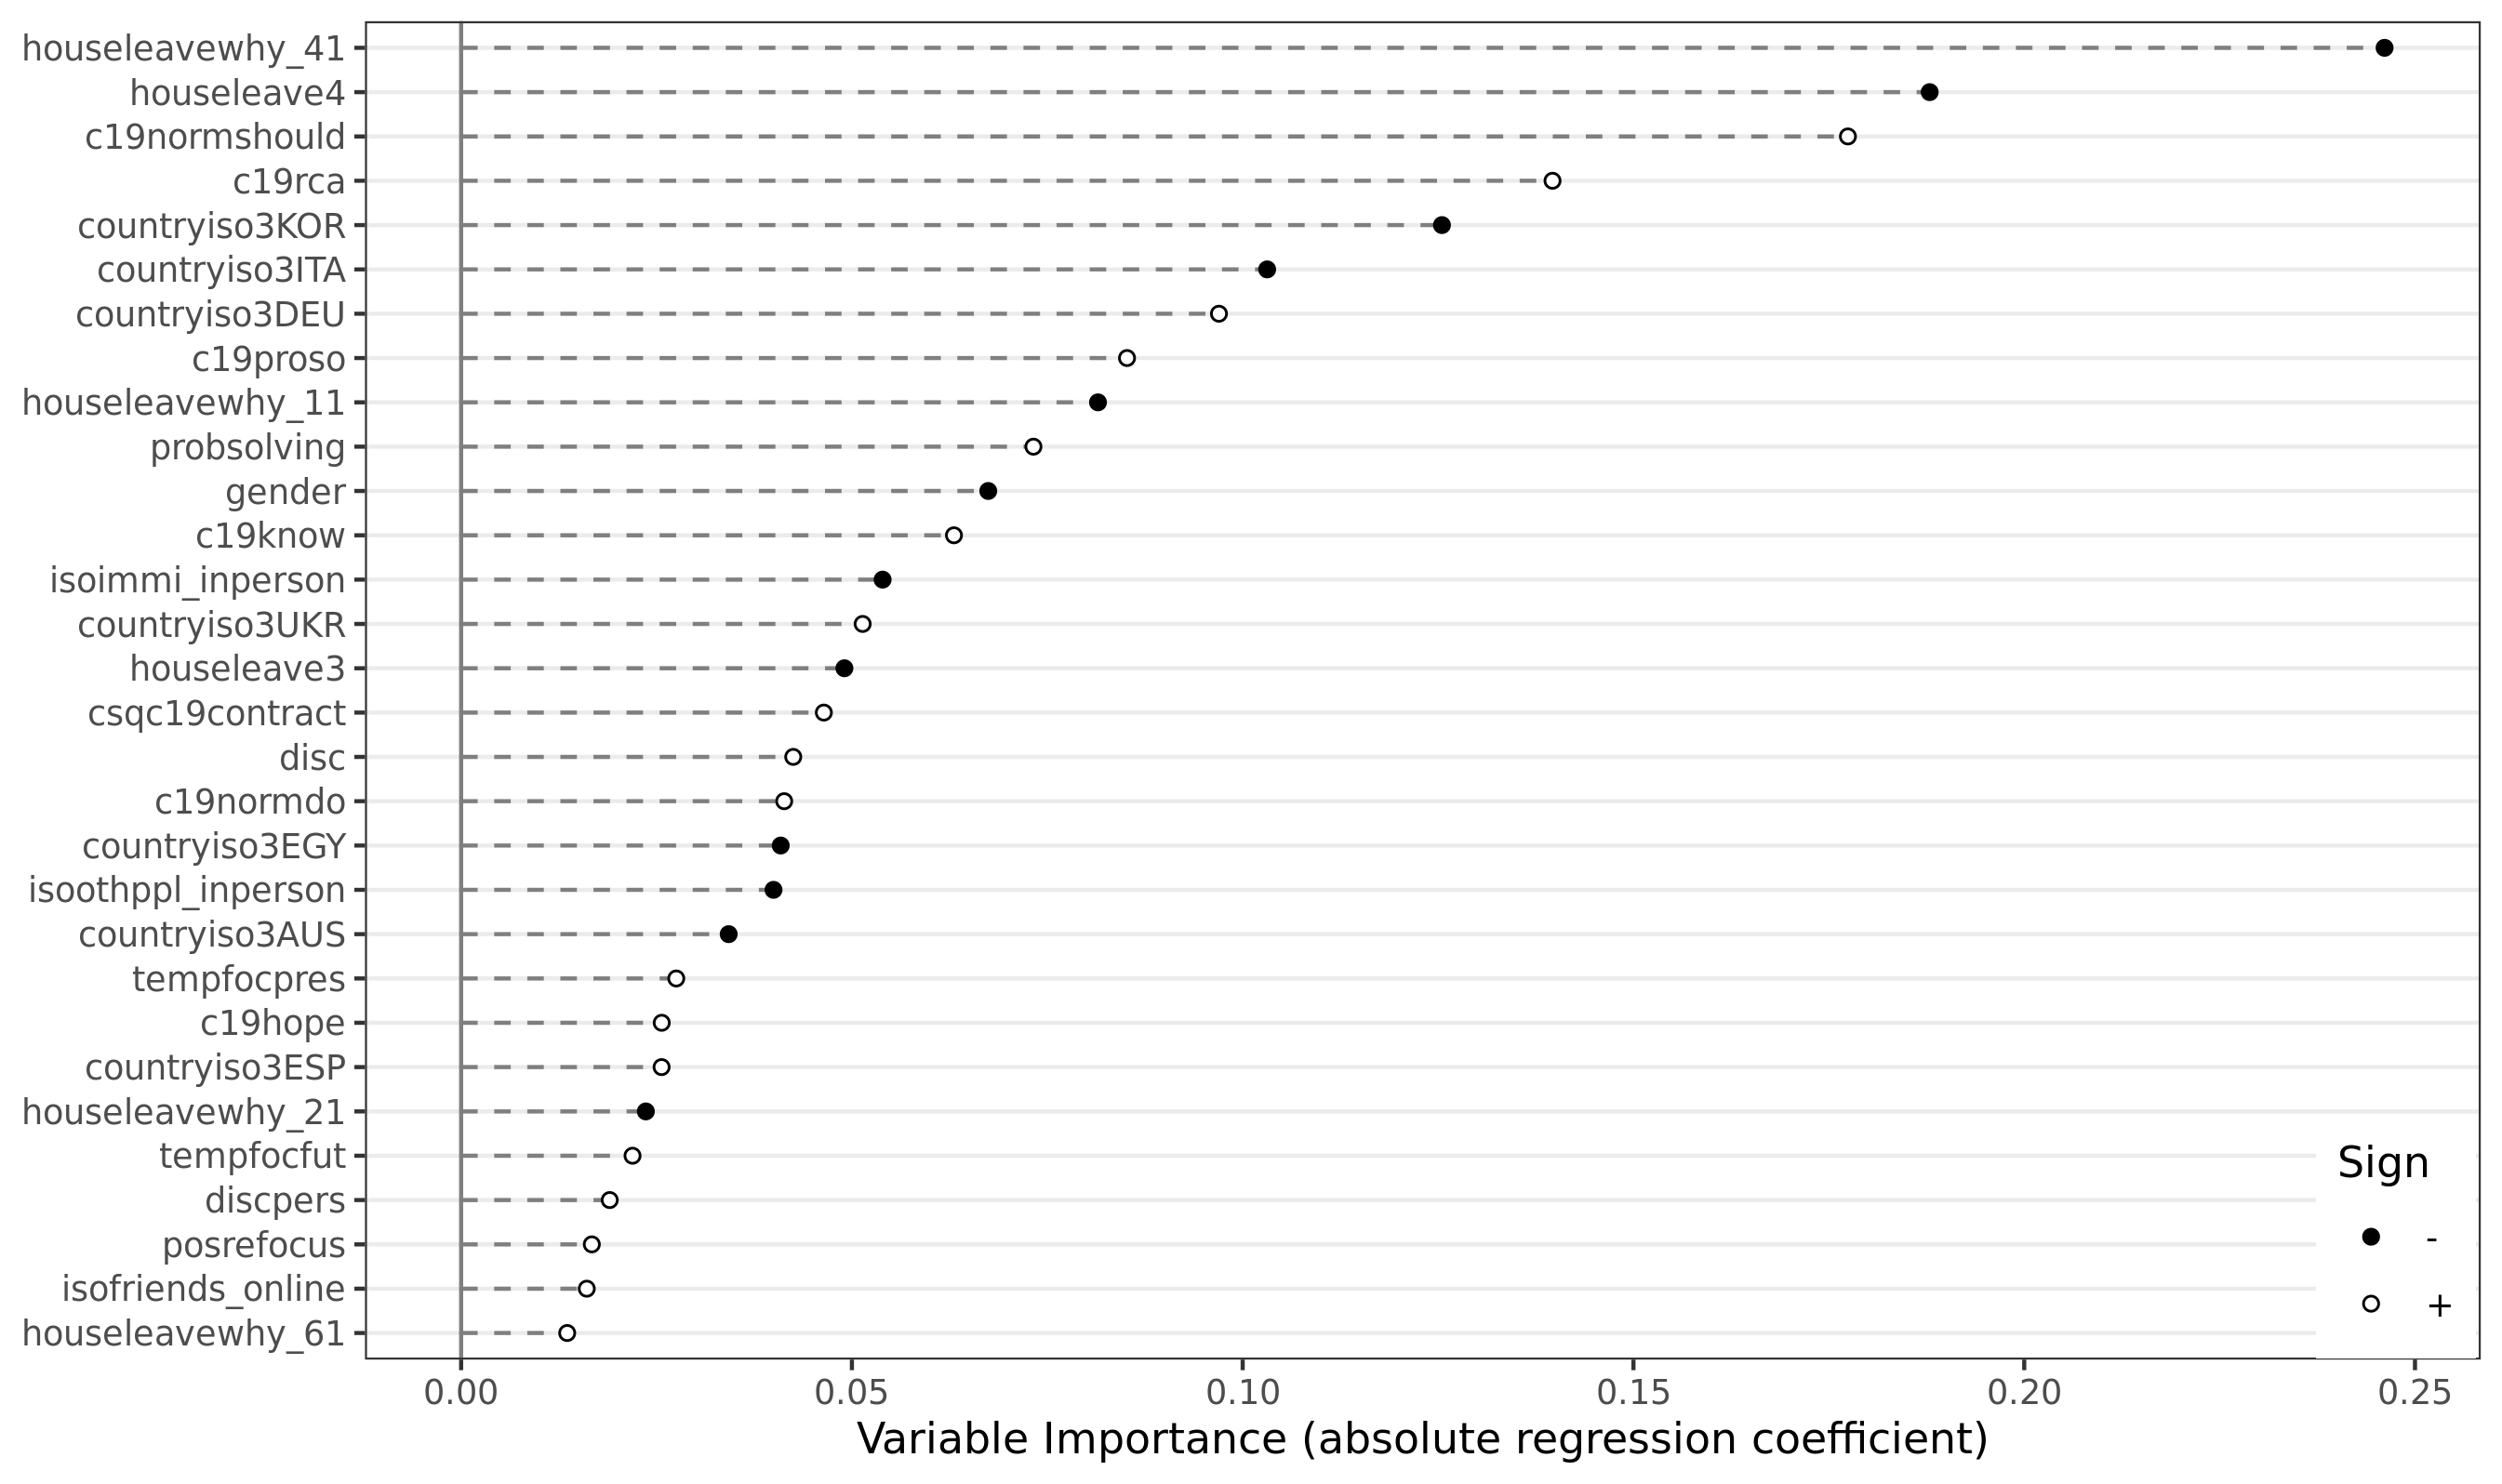 houseleavewhy_41
houseleave4
c19normshould
c19rca
countryiso3KOR
countryiso3ITA
countryiso3DEU
c19proso
houseleavewhy_11
probsolving
gender
c19know
isoimmi_inperson
countryiso3UKR
houseleave3
csqc19contract
disc
c19normdo
countryiso3EGY
isoothppl_inperson
countryiso3AUS
tempfocpres
c19hope
countryiso3ESP
houseleavewhy_21
tempfocfut
discpers
posrefocus
isofriends_online
houseleavewhy_61
Sign
-
+
0.00 0.05 0.10 0.15 0.20 0.25
Variable Importance (absolute regression coefficient)